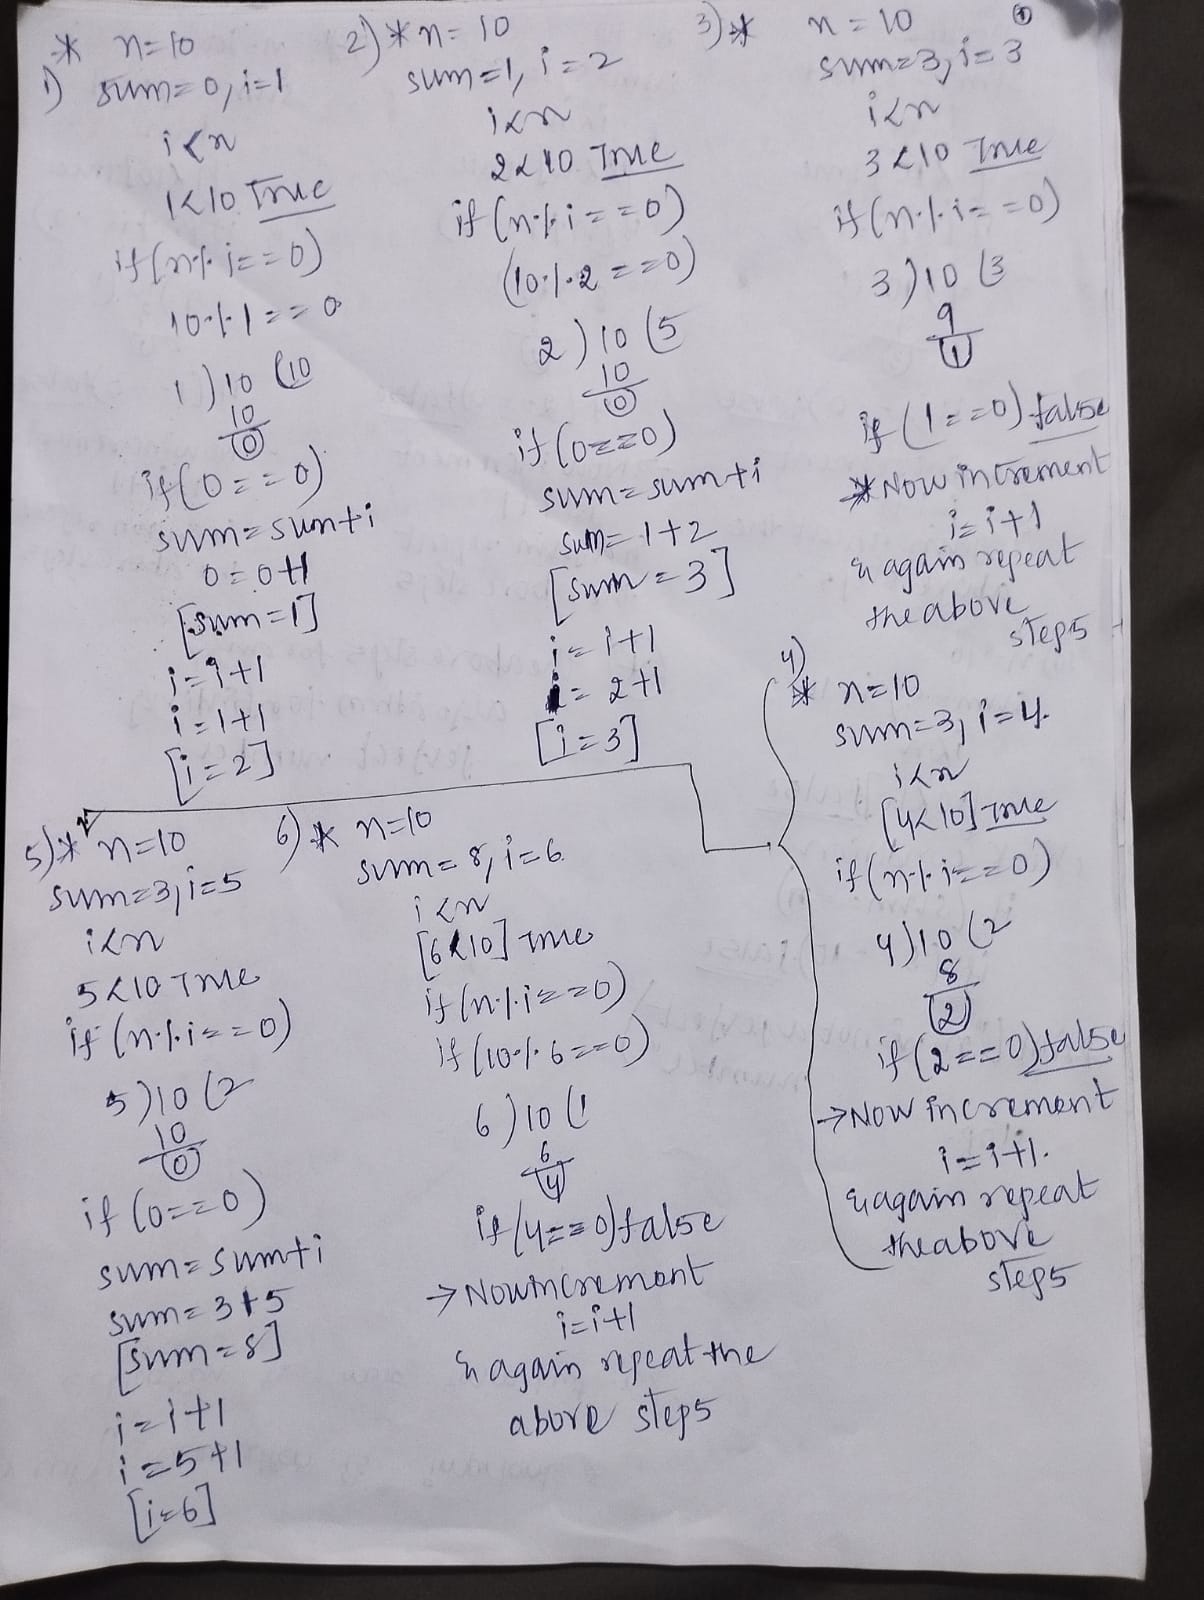 1) * n=10
sum=0, i=1
i<n
1<10 True
if(n%i==0)
10%1==0
1)10(10
10
0
if(0==0)
sum=sum+i
0=0+1
[sum=1]
i=i+1
i=1+1
[i=2]
2) * n=10
sum=1, i=2
i<n
2<10 True
if(n%i==0)
(10%2==0)
2)10(5
10
0
if(0==0)
sum=sum+i
sum=1+2
[sum=3]
i=i+1
i=2+1
[i=3]
1
3) * n=10
sum=3, i=3
i<n
3<10 True
if(n%i==0)
3)10(3
9
1
if(1==0) false
* Now increment
i=i+1
& again repeat
the above
steps
4) * n=10
sum=3, i=4.
i<n
[4<10] True
if(n%i==0)
4)10(2
8
2
if(2==0) false
→ Now increment
i=i+1.
& again repeat
the above
steps
5) * n=10
sum=3, i=5
i<n
5<10 True
if(n%i==0)
5)10(2
10
0
if(0==0)
sum=sum+i
sum=3+5
[sum=8]
i=i+1
i=5+1
[i=6]
6) * n=10
sum=8, i=6.
i<n
[6<10] True
if(n%i==0)
if(10%6==0)
6)10(1
6
4
if(4==0) false
→ Now increment
i=i+1
& again repeat the
above steps